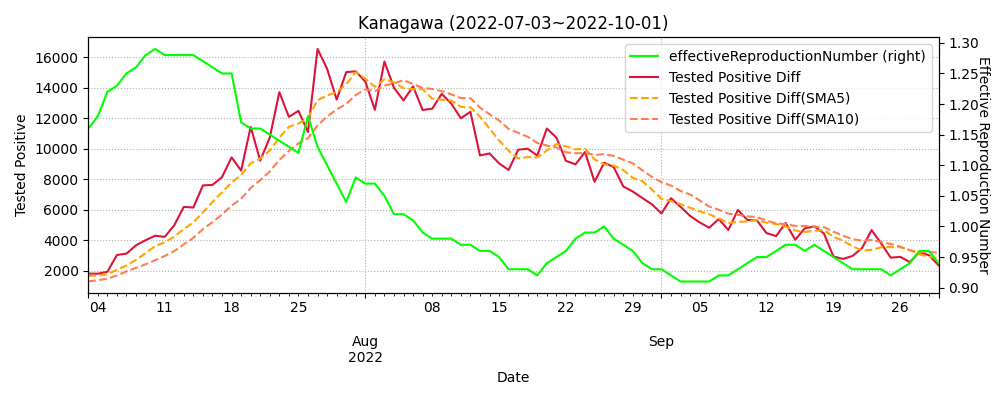 Kanagawa (2022-07-03~2022-10-01)
effectiveReproductionNumber (right)
Tested Positive Diff
Tested Positive Diff(SMA5)
Tested Positive Diff(SMA10)
Tested Positive
16000
14000
12000
10000
8000
6000
4000
2000
1.30
1.25
1.20
1.15
1.10
1.05
1.00
0.95
0.90
Effective Reproduction Number
04 11 18 25 08 15 22 29 05 12 19 26
Aug Sep
2022
Date